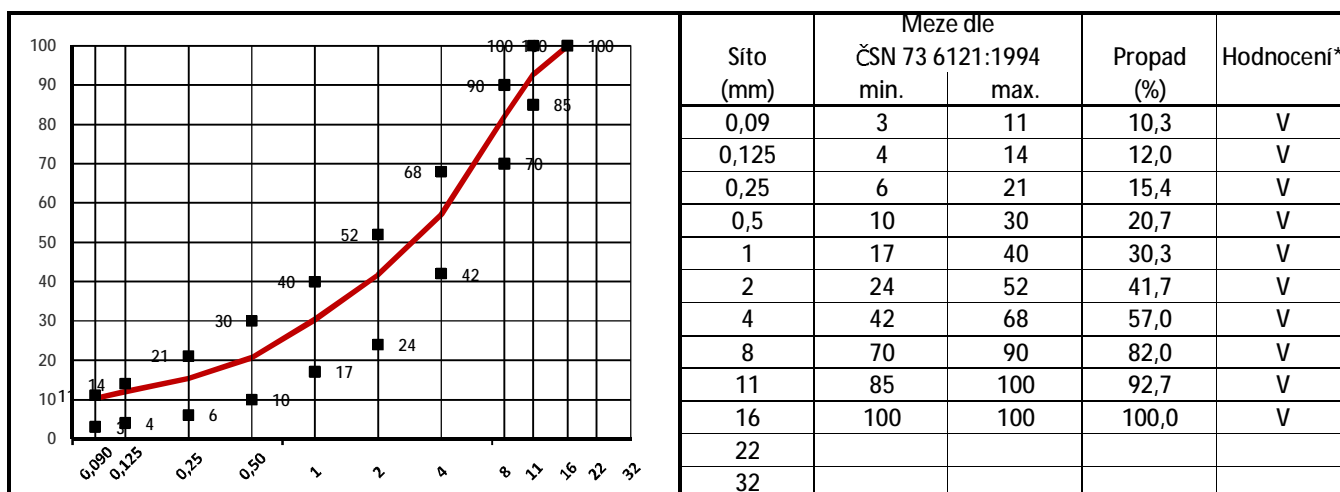 100
90
80
70
60
50
40
30
20
10
0
11
3
14
4
21
6
30
10
40
17
52
24
68
42
90
70
100
85
100
100
0,090 0,125 0,25 0,50 1 2 4 8 11 16 22 32
Meze dle
Síto ČSN 73 6121:1994 Propad Hodnocení*
(mm) min. max. (%)
0,09 3 11 10,3 V
0,125 4 14 12,0 V
0,25 6 21 15,4 V
0,5 10 30 20,7 V
1 17 40 30,3 V
2 24 52 41,7 V
4 42 68 57,0 V
8 70 90 82,0 V
11 85 100 92,7 V
16 100 100 100,0 V
22
32